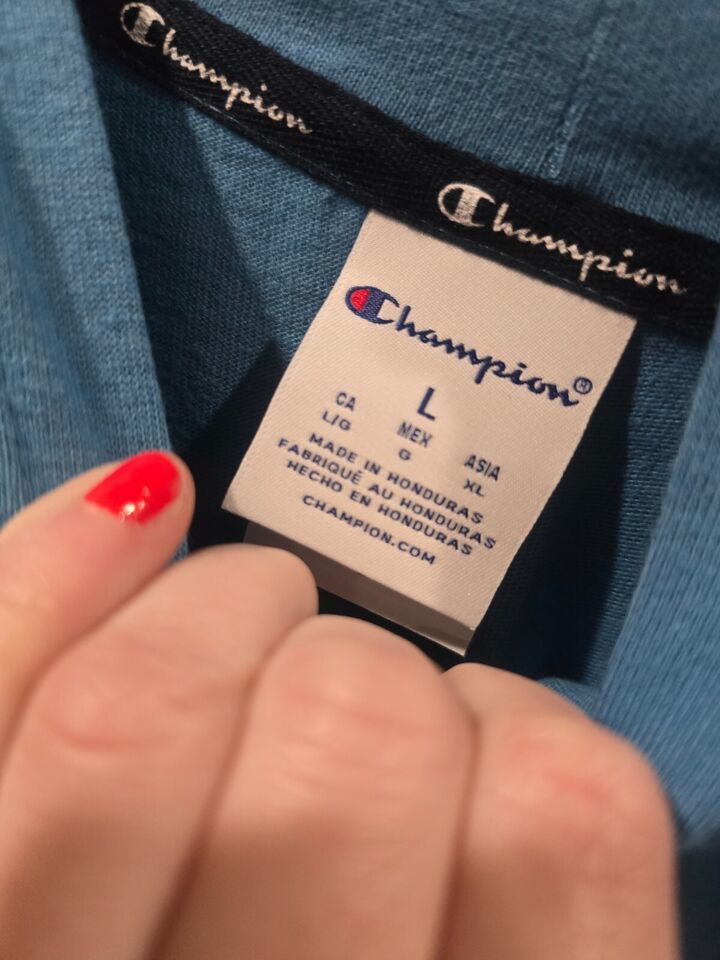 Champion
Champion
Champion®
L
CA MEX ASIA
L/G G XL
MADE IN HONDURAS
FABRIQUÉ AU HONDURAS
HECHO EN HONDURAS
CHAMPION.COM